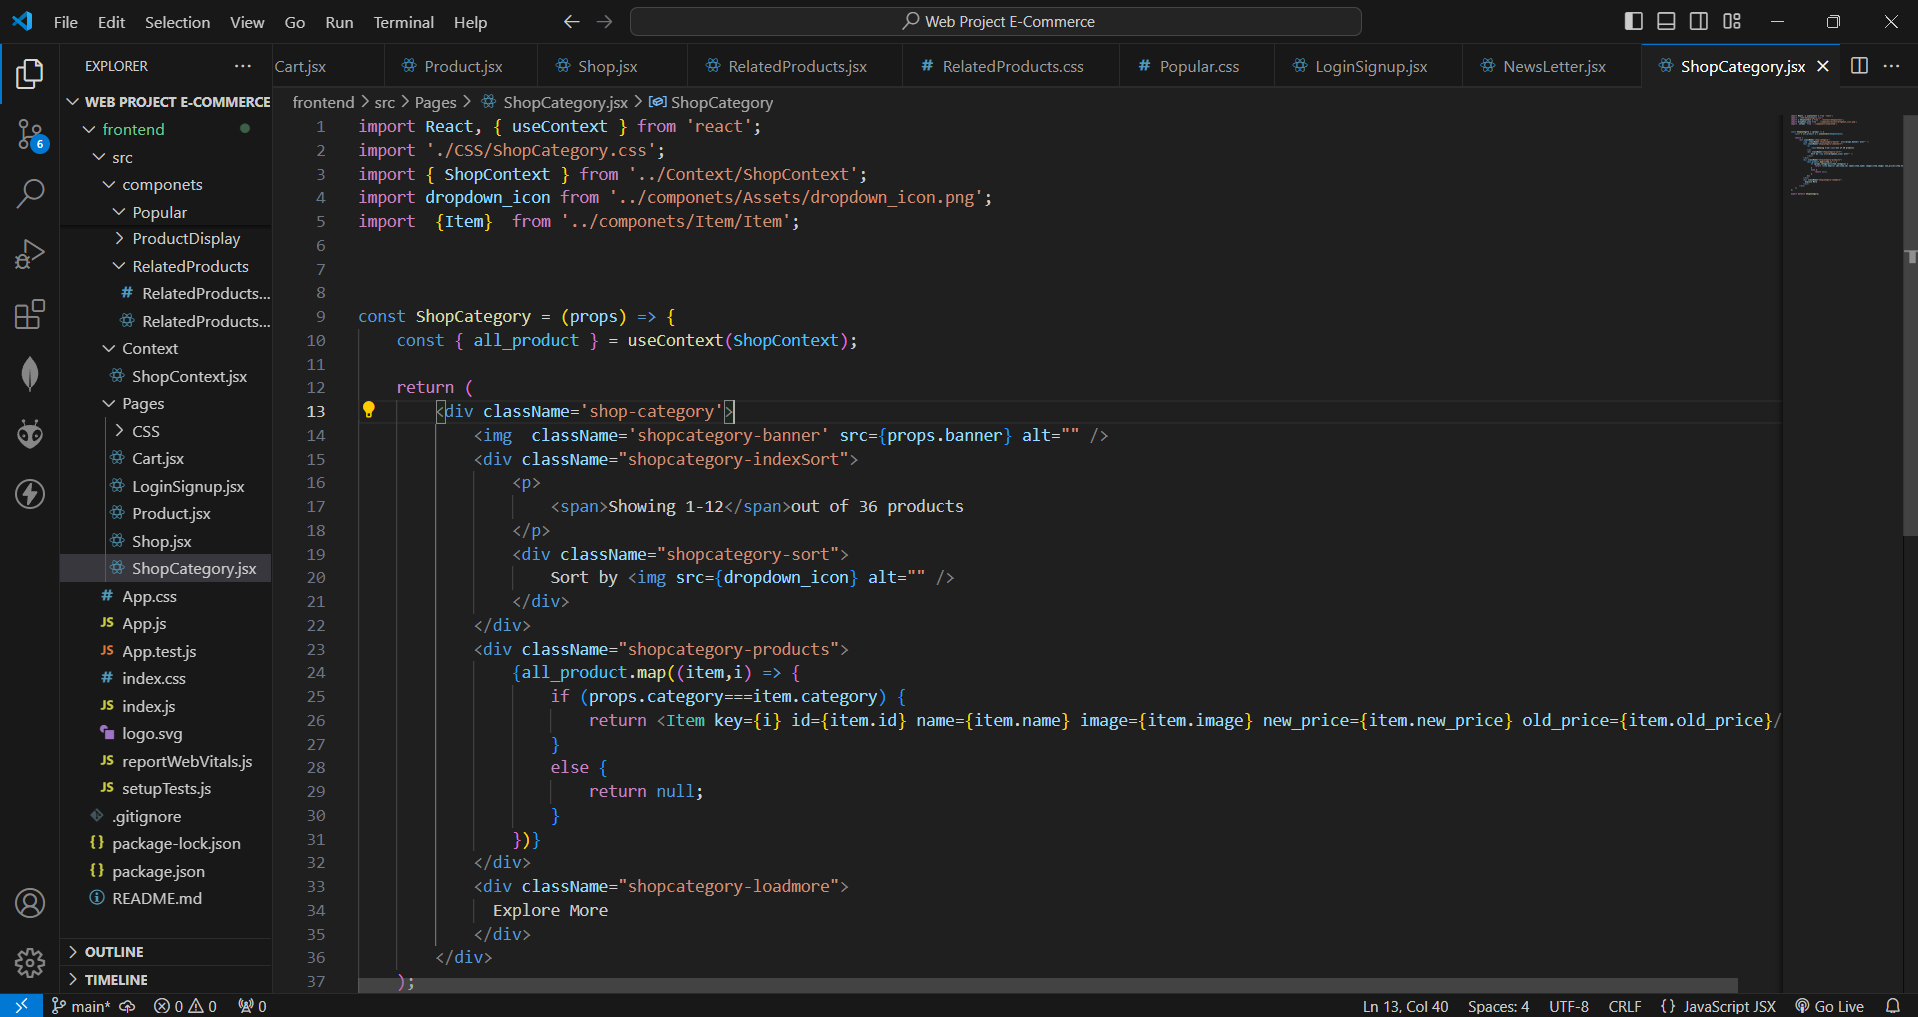 File Edit Selection View Go Run Terminal Help
Web Project E-Commerce
EXPLORER
Cart.jsx
Product.jsx
Shop.jsx
RelatedProducts.jsx
RelatedProducts.css
Popular.css
LoginSignup.jsx
NewsLetter.jsx
ShopCategory.jsx
WEB PROJECT E-COMMERCE
frontend
src
componets
Popular
ProductDisplay
RelatedProducts
RelatedProducts...
RelatedProducts...
Context
ShopContext.jsx
Pages
CSS
Cart.jsx
LoginSignup.jsx
Product.jsx
Shop.jsx
ShopCategory.jsx
App.css
App.js
App.test.js
index.css
index.js
logo.svg
reportWebVitals.js
setupTests.js
.gitignore
package-lock.json
package.json
README.md
OUTLINE
TIMELINE
6
frontend > src > Pages > ShopCategory.jsx > ShopCategory
1 import React, { useContext } from 'react';
2 import './CSS/ShopCategory.css';
3 import { ShopContext } from '../Context/ShopContext';
4 import dropdown_icon from '../componets/Assets/dropdown_icon.png';
5 import  {Item}  from '../componets/Item/Item';
6
7
8
9 const ShopCategory = (props) => {
10     const { all_product } = useContext(ShopContext);
11
12     return (
13         <div className='shop-category'>
14             <img  className='shopcategory-banner' src={props.banner} alt="" />
15             <div className="shopcategory-indexSort">
16                 <p>
17                     <span>Showing 1-12</span>out of 36 products
18                 </p>
19                 <div className="shopcategory-sort">
20                     Sort by <img src={dropdown_icon} alt="" />
21                 </div>
22             </div>
23             <div className="shopcategory-products">
24                 {all_product.map((item,i) => {
25                     if (props.category===item.category) {
26                         return <Item key={i} id={item.id} name={item.name} image={item.image} new_price={item.new_price} old_price={item.old_price}/
27                     }
28                     else {
29                         return null;
30                     }
31                 })}
32             </div>
33             <div className="shopcategory-loadmore">
34               Explore More
35             </div>
36         </div>
37     );
main* 0 0 0
Ln 13, Col 40 Spaces: 4 UTF-8 CRLF {} JavaScript JSX Go Live